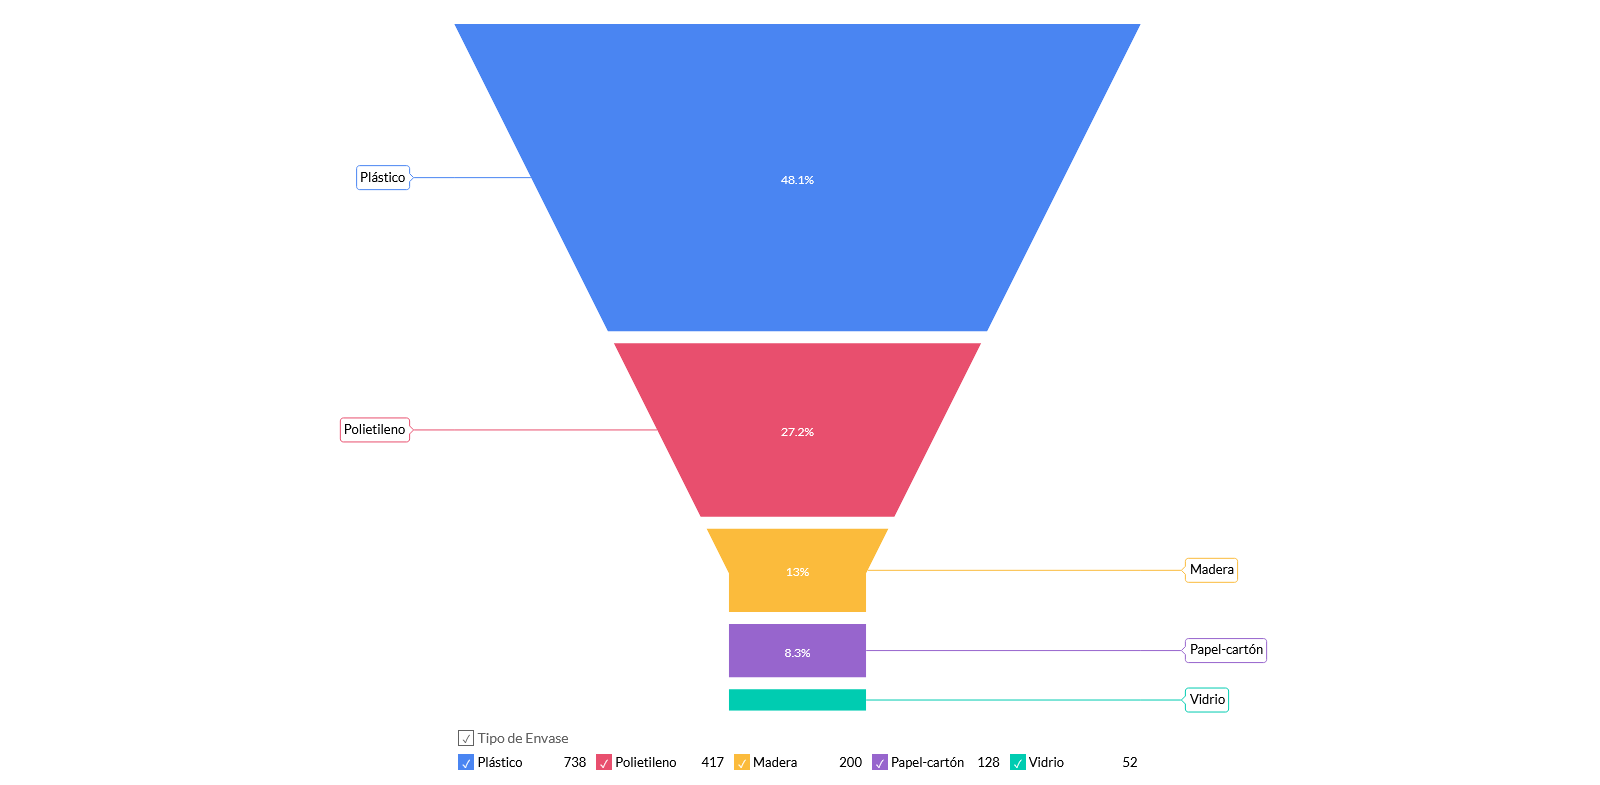 48.1%
Plástico
27.2%
Polietileno
13%
Madera
8.3%
Papel-cartón
Vidrio
Tipo de Envase
Plástico 738 Polietileno 417 Madera 200 Papel-cartón 128 Vidrio 52